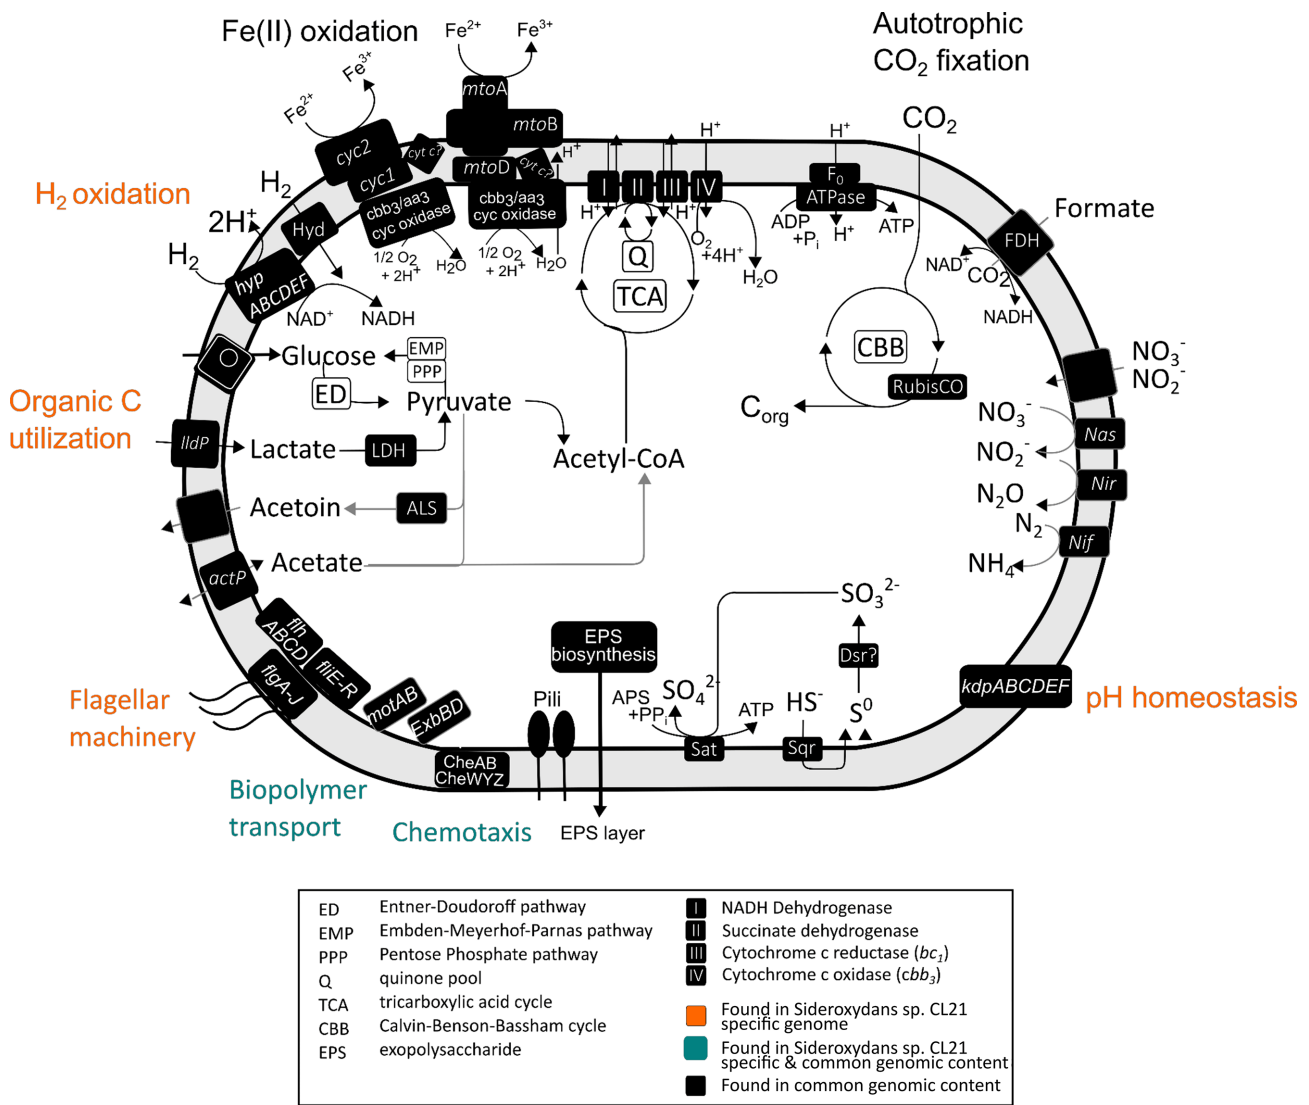 Fe(II) oxidation
Autotrophic
CO₂ fixation
Fe²⁺
Fe³⁺
Fe²⁺
Fe³⁺
mtoA
mtoB
mtoD
cyt c?
cyc2
cyc1
cyt c?
cbb3/aa3
cyc oxidase
cbb3/aa3
cyc oxidase
H⁺
1/2 O₂
+ 2H⁺
H₂O
1/2 O₂
+ 2H⁺
H₂O
I
II
III
IV
H⁺
H⁺
H⁺
O₂
+4H⁺
H₂O
Q
TCA
H⁺
F₀
ATPase
ADP
+Pᵢ
H⁺
ATP
CO₂
CBB
RubisCO
C_org
Formate
FDH
NAD⁺
CO₂
NADH
H₂ oxidation
H₂
2H⁺
H₂
Hyd
hyp
ABCDEF
NAD⁺
NADH
Organic C
utilization
Glucose
EMP
PPP
ED
Pyruvate
lldP
Lactate
LDH
Acetyl-CoA
Acetoin
ALS
actP
Acetate
NO₃⁻
NO₂⁻
NO₃⁻
NO₂⁻
Nas
N₂O
Nir
N₂
NH₄
Nif
flh
ABCD
fliE-R
flgA-J
motAB
ExbBD
CheAB
CheWYZ
Flagellar
machinery
Biopolymer
transport
Chemotaxis
Pili
EPS
biosynthesis
EPS layer
APS
+PPᵢ
SO₄²⁻
ATP
Sat
SO₃²⁻
Dsr?
HS⁻
S⁰
Sqr
kdpABCDEF
pH homeostasis
ED Entner-Doudoroff pathway
EMP Embden-Meyerhof-Parnas pathway
PPP Pentose Phosphate pathway
Q quinone pool
TCA tricarboxylic acid cycle
CBB Calvin-Benson-Bassham cycle
EPS exopolysaccharide
I NADH Dehydrogenase
II Succinate dehydrogenase
III Cytochrome c reductase (bc₁)
IV Cytochrome c oxidase (cbb₃)
Found in Sideroxydans sp. CL21
specific genome
Found in Sideroxydans sp. CL21
specific & common genomic content
Found in common genomic content